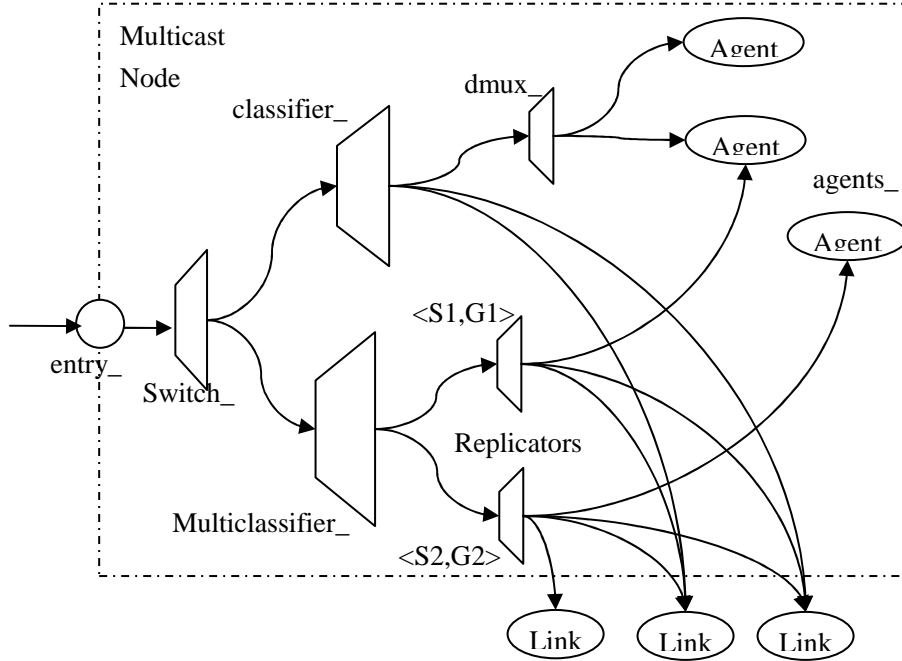 Multicast
Node
Agent
dmux_
classifier_
Agent
agents_
Agent
<S1,G1>
entry_
Switch_
Replicators
Multiclassifier_
<S2,G2>
Link
Link
Link